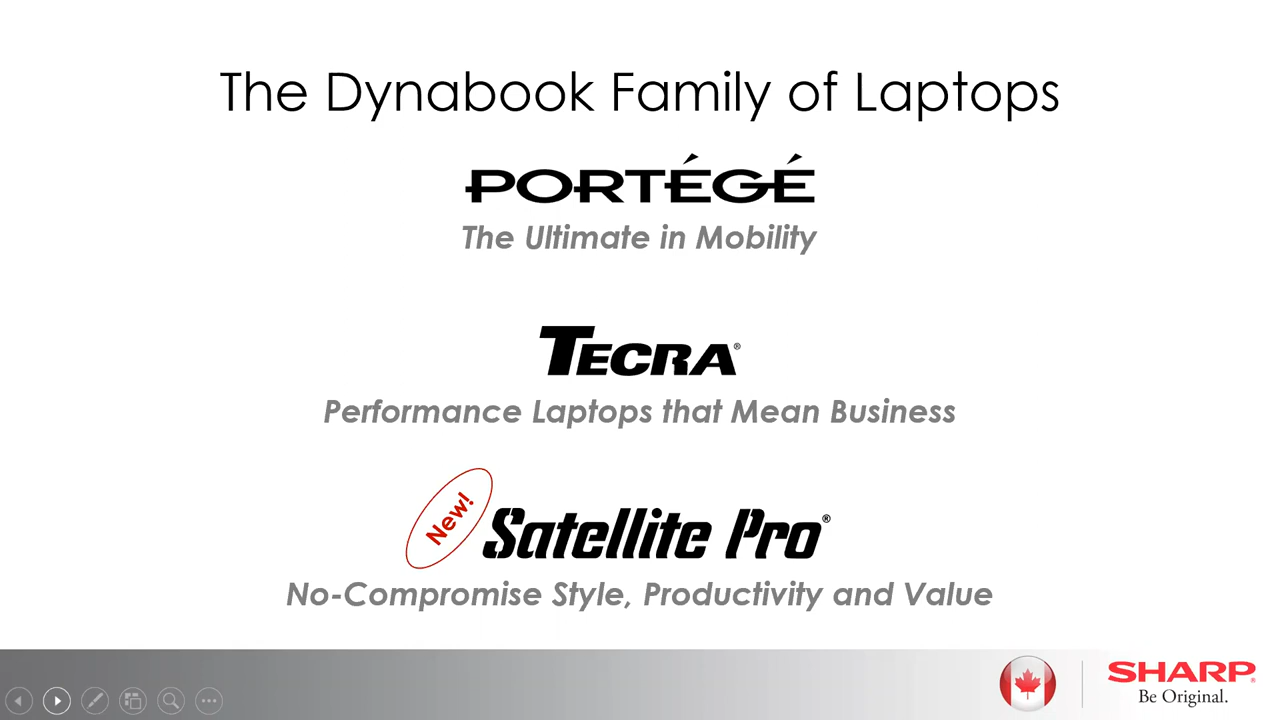 The Dynabook Family of Laptops
PORTÉGÉ
The Ultimate in Mobility
TECRA®
Performance Laptops that Mean Business
New!
Satellite Pro®
No-Compromise Style, Productivity and Value
SHARP®
Be Original.